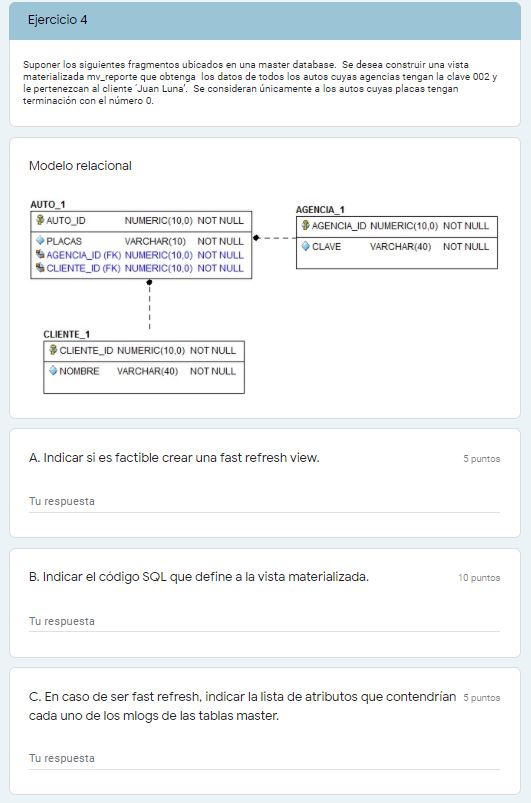 Ejercicio 4
Suponer los siguientes fragmentos ubicados en una master database. Se desea construir una vista
materializada mv_reporte que obtenga los datos de todos los autos cuyas agencias tengan la clave 002 y
le pertenezcan al cliente ´Juan Luna'. Se consideran únicamente a los autos cuyas placas tengan
terminación con el número 0.
Modelo relacional
AUTO_1
AUTO_ID NUMERIC(10,0) NOT NULL
PLACAS VARCHAR(10) NOT NULL
AGENCIA_ID (FK) NUMERIC(10,0) NOT NULL
CLIENTE_ID (FK) NUMERIC(10,0) NOT NULL
AGENCIA_1
AGENCIA_ID NUMERIC(10,0) NOT NULL
CLAVE VARCHAR(40) NOT NULL
CLIENTE_1
CLIENTE_ID NUMERIC(10,0) NOT NULL
NOMBRE VARCHAR(40) NOT NULL
A. Indicar si es factible crear una fast refresh view. 5 puntos
Tu respuesta
B. Indicar el código SQL que define a la vista materializada. 10 puntos
Tu respuesta
C. En caso de ser fast refresh, indicar la lista de atributos que contendrían 5 puntos
cada uno de los mlogs de las tablas master.
Tu respuesta